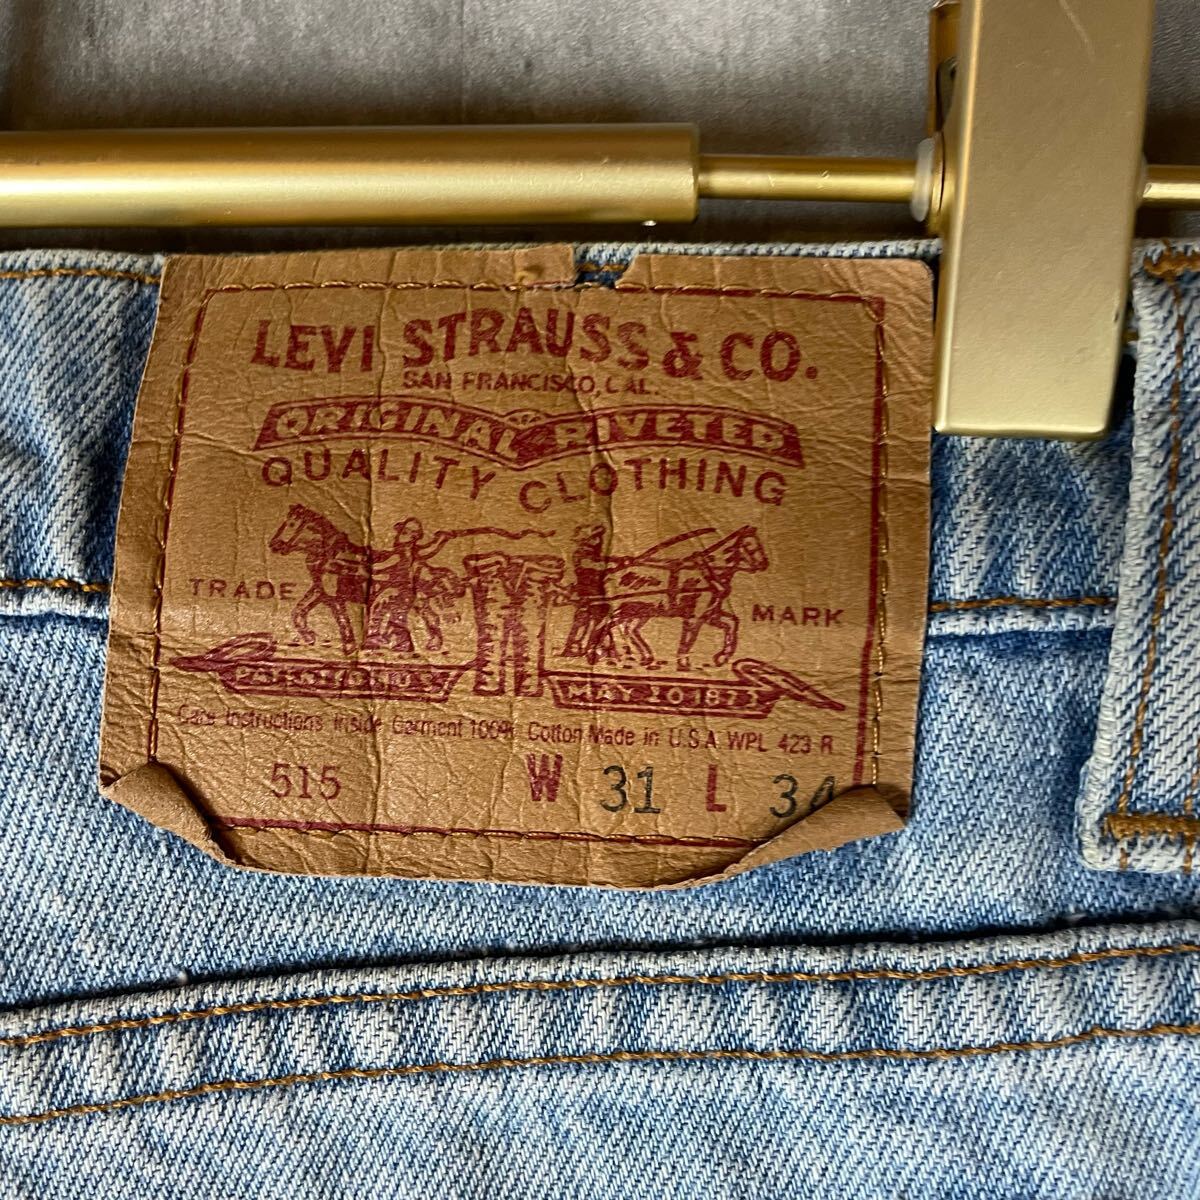 LEVI STRAUSS & CO.
SAN FRANCISCO, CAL.
ORIGINAL RIVETED
QUALITY CLOTHING
TRADE MARK
MAY 20 1873
Care Instructions Inside Garment 100% Cotton Made in U.S.A WPL 423 R
515 W 31 L 34